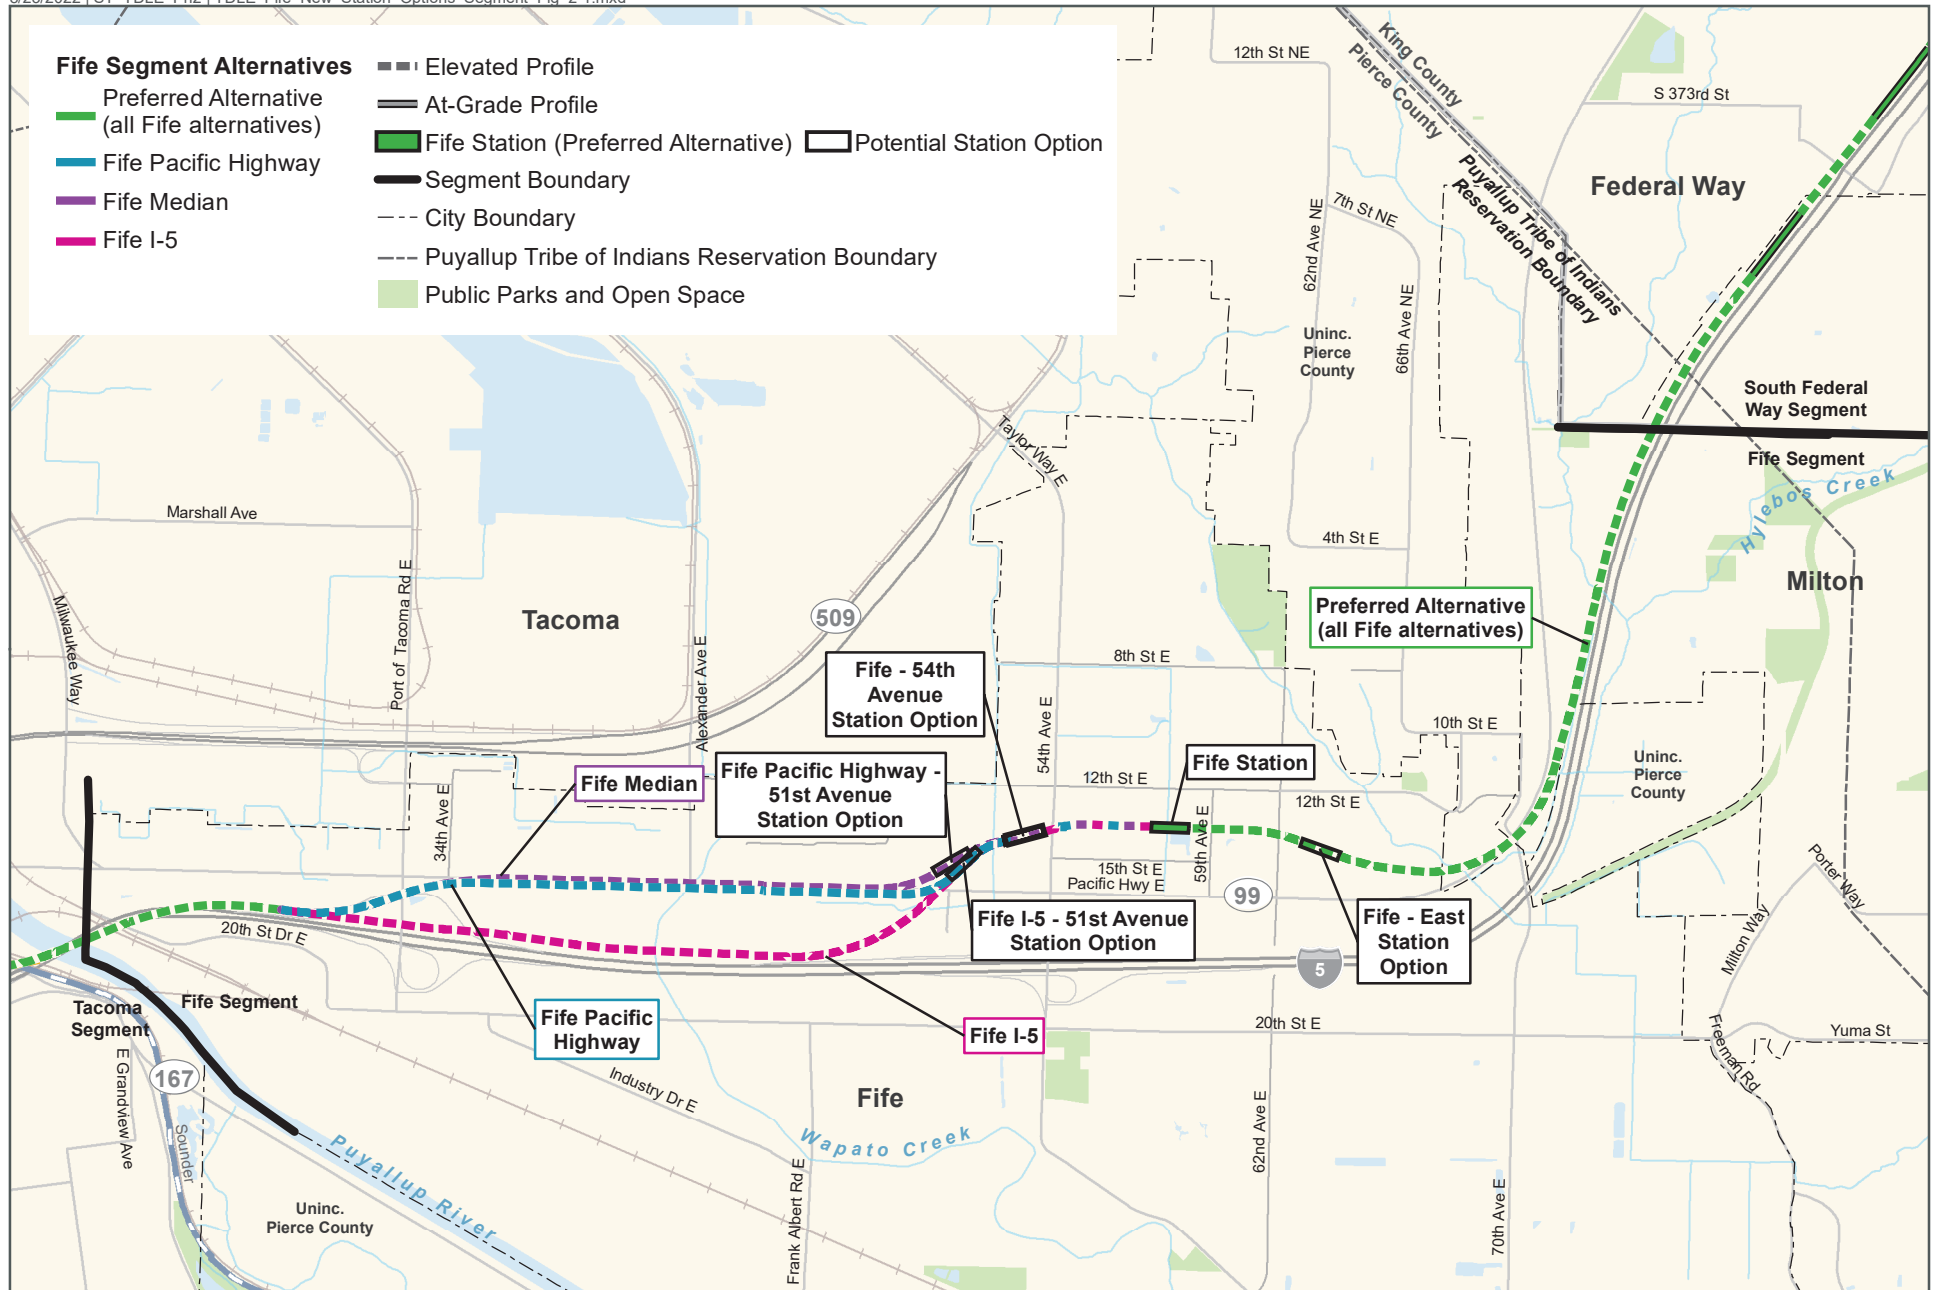 Fife Segment Alternatives
Preferred Alternative
(all Fife alternatives)
Fife Pacific Highway
Fife Median
Fife I-5
Elevated Profile
At-Grade Profile
Fife Station (Preferred Alternative)
Potential Station Option
Segment Boundary
City Boundary
Puyallup Tribe of Indians Reservation Boundary
Public Parks and Open Space
12th St NE
King County
Pierce County
S 373rd St
Federal Way
Puyallup Tribe of Indians
Reservation Boundary
7th St NE
62nd Ave NE
66th Ave NE
Uninc.
Pierce
County
South Federal
Way Segment
Fife Segment
Hylebos Creek
Taylor Way E
Marshall Ave
4th St E
Milton
Milwaukee Way
Port of Tacoma Rd E
Tacoma
509
Alexander Ave E
Preferred Alternative
(all Fife alternatives)
8th St E
Fife - 54th
Avenue
Station Option
54th Ave E
10th St E
Fife Station
Uninc.
Pierce
County
Fife Median
Fife Pacific Highway -
51st Avenue
Station Option
12th St E
12th St E
34th Ave E
59th Ave E
15th St E
Pacific Hwy E
99
Porter Way
Milton Way
20th St Dr E
Fife I-5 - 51st Avenue
Station Option
Fife - East
Station
Option
5
Tacoma
Segment
Fife Segment
Fife Pacific
Highway
Fife I-5
20th St E
Yuma St
Freeman Rd
E Grandview Ave
167
Sounder
Industry Dr E
Fife
Wapato Creek
Puyallup River
62nd Ave E
Frank Albert Rd E
70th Ave E
Uninc.
Pierce County